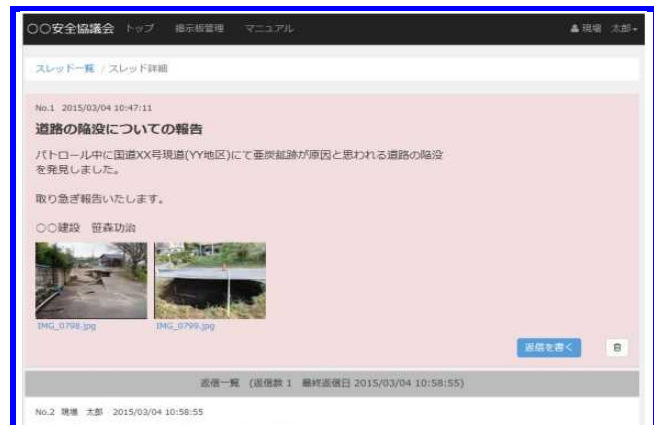 〇〇安全協議会 トップ 掲示板管理 マニュアル 現場 太郎
スレッド一覧 / スレッド詳細
No.1 2015/03/04 10:47:11
道路の陥没についての報告
パトロール中に国道XX号現道(YY地区)にて亜炭鉱跡が原因と思われる道路の陥没
を発見しました。
取り急ぎ報告いたします。
〇〇建設 笹森功治
IMG_0798.jpg IMG_0799.jpg
返信を書く
返信一覧 (返信数 1 最終返信日 2015/03/04 10:58:55)
No.2 現場 太郎 2015/03/04 10:58:55